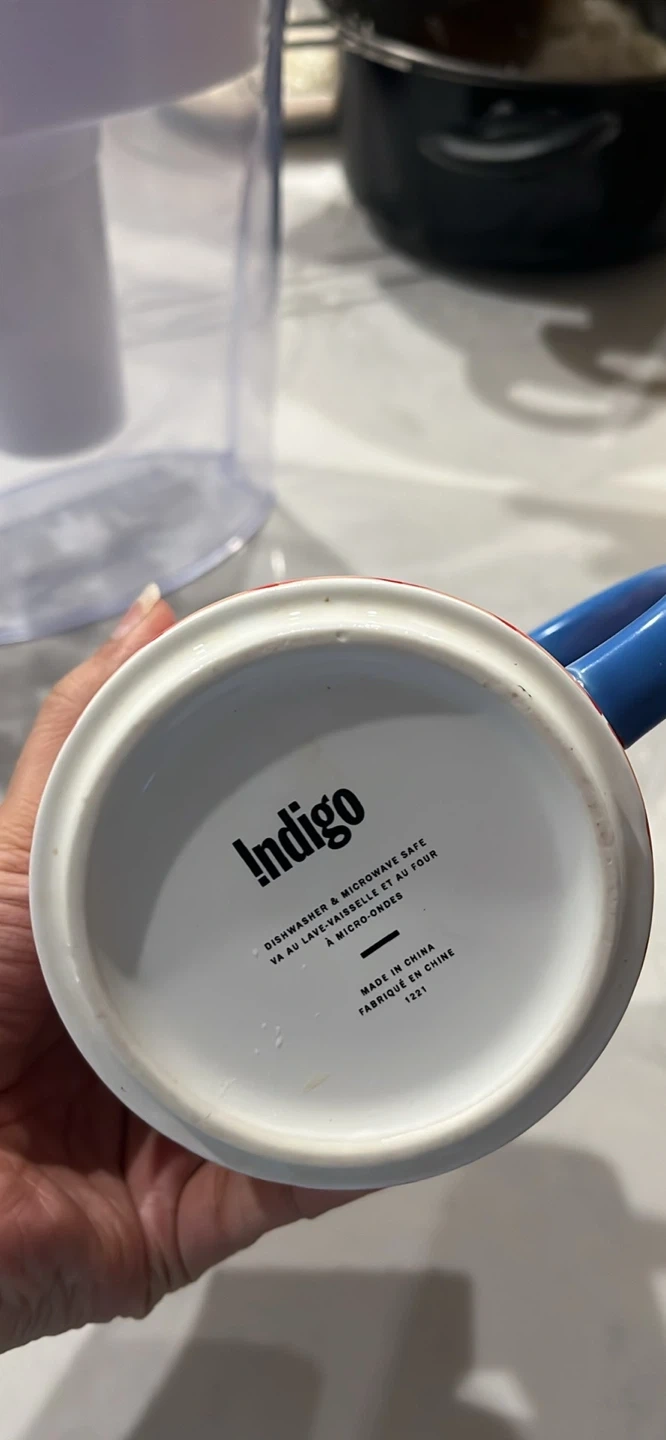 Indigo
DISHWASHER & MICROWAVE SAFE
VA AU LAVE-VAISSELLE ET AU FOUR
À MICRO-ONDES
MADE IN CHINA
FABRIQUÉ EN CHINE
1221